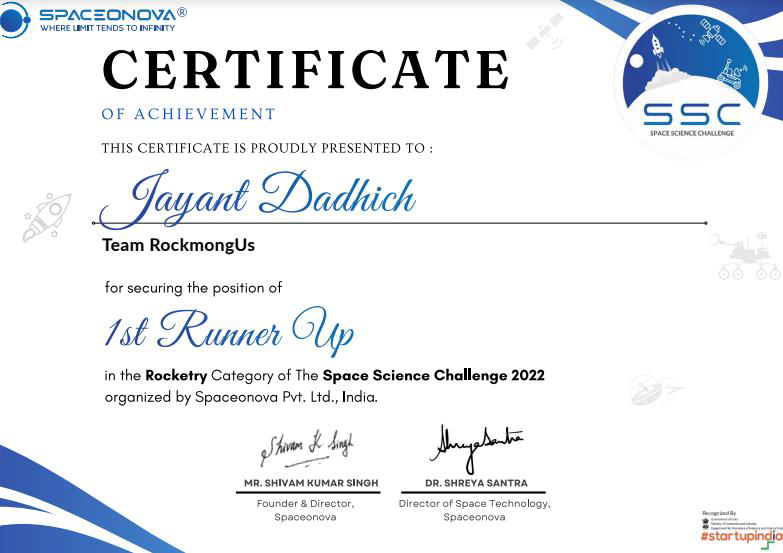 SPACEONOVA®
WHERE LIMIT TENDS TO INFINITY
CERTIFICATE
OF ACHIEVEMENT
SSC
SPACE SCIENCE CHALLENGE
THIS CERTIFICATE IS PROUDLY PRESENTED TO :
Jayant Dadhich
Team RockmongUs
for securing the position of
1st Runner Up
in the Rocketry Category of The Space Science Challenge 2022
organized by Spaceonova Pvt. Ltd., India.
Shivam K Singh
ShreyaSantra
MR. SHIVAM KUMAR SINGH
Founder & Director,
Spaceonova
DR. SHREYA SANTRA
Director of Space Technology,
Spaceonova
Recognized By
#startupindia